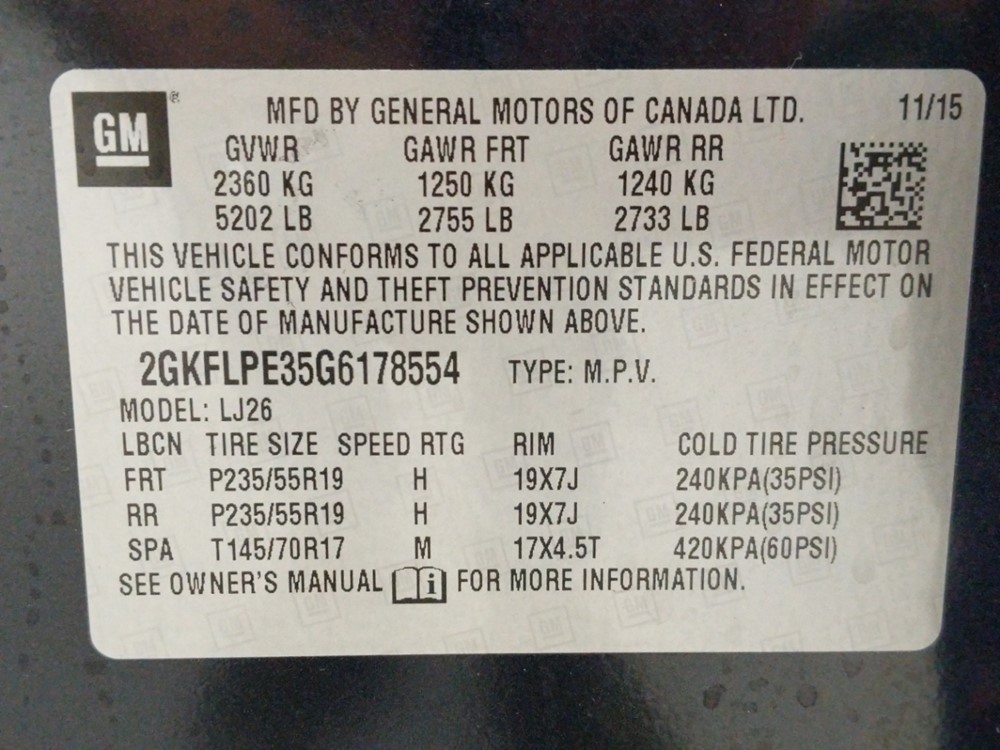 GM ® MFD BY GENERAL MOTORS OF CANADA LTD. 11/15
GVWR GAWR FRT GAWR RR
2360 KG 1250 KG 1240 KG
5202 LB 2755 LB 2733 LB
THIS VEHICLE CONFORMS TO ALL APPLICABLE U.S. FEDERAL MOTOR
VEHICLE SAFETY AND THEFT PREVENTION STANDARDS IN EFFECT ON
THE DATE OF MANUFACTURE SHOWN ABOVE.
2GKFLPE35G6178554 TYPE: M.P.V.
MODEL: LJ26
LBCN TIRE SIZE SPEED RTG RIM COLD TIRE PRESSURE
FRT P235/55R19 H 19X7J 240KPA(35PSI)
RR P235/55R19 H 19X7J 240KPA(35PSI)
SPA T145/70R17 M 17X4.5T 420KPA(60PSI)
SEE OWNER'S MANUAL i FOR MORE INFORMATION.